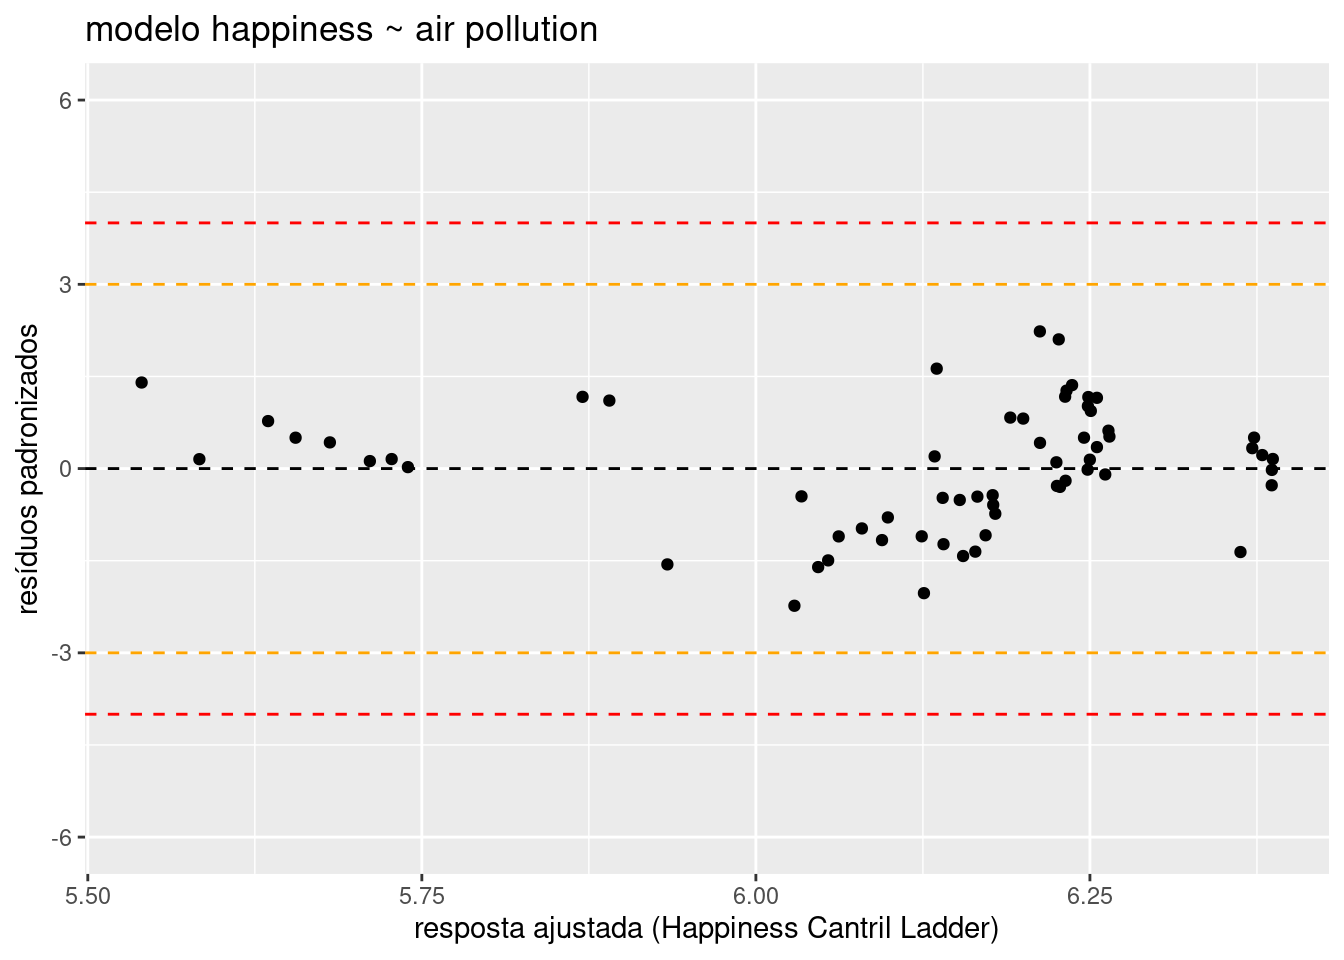 modelo happiness ~ air pollution
6
3
0
-3
-6
resíduos padronizados
5.50 5.75 6.00 6.25
resposta ajustada (Happiness Cantril Ladder)